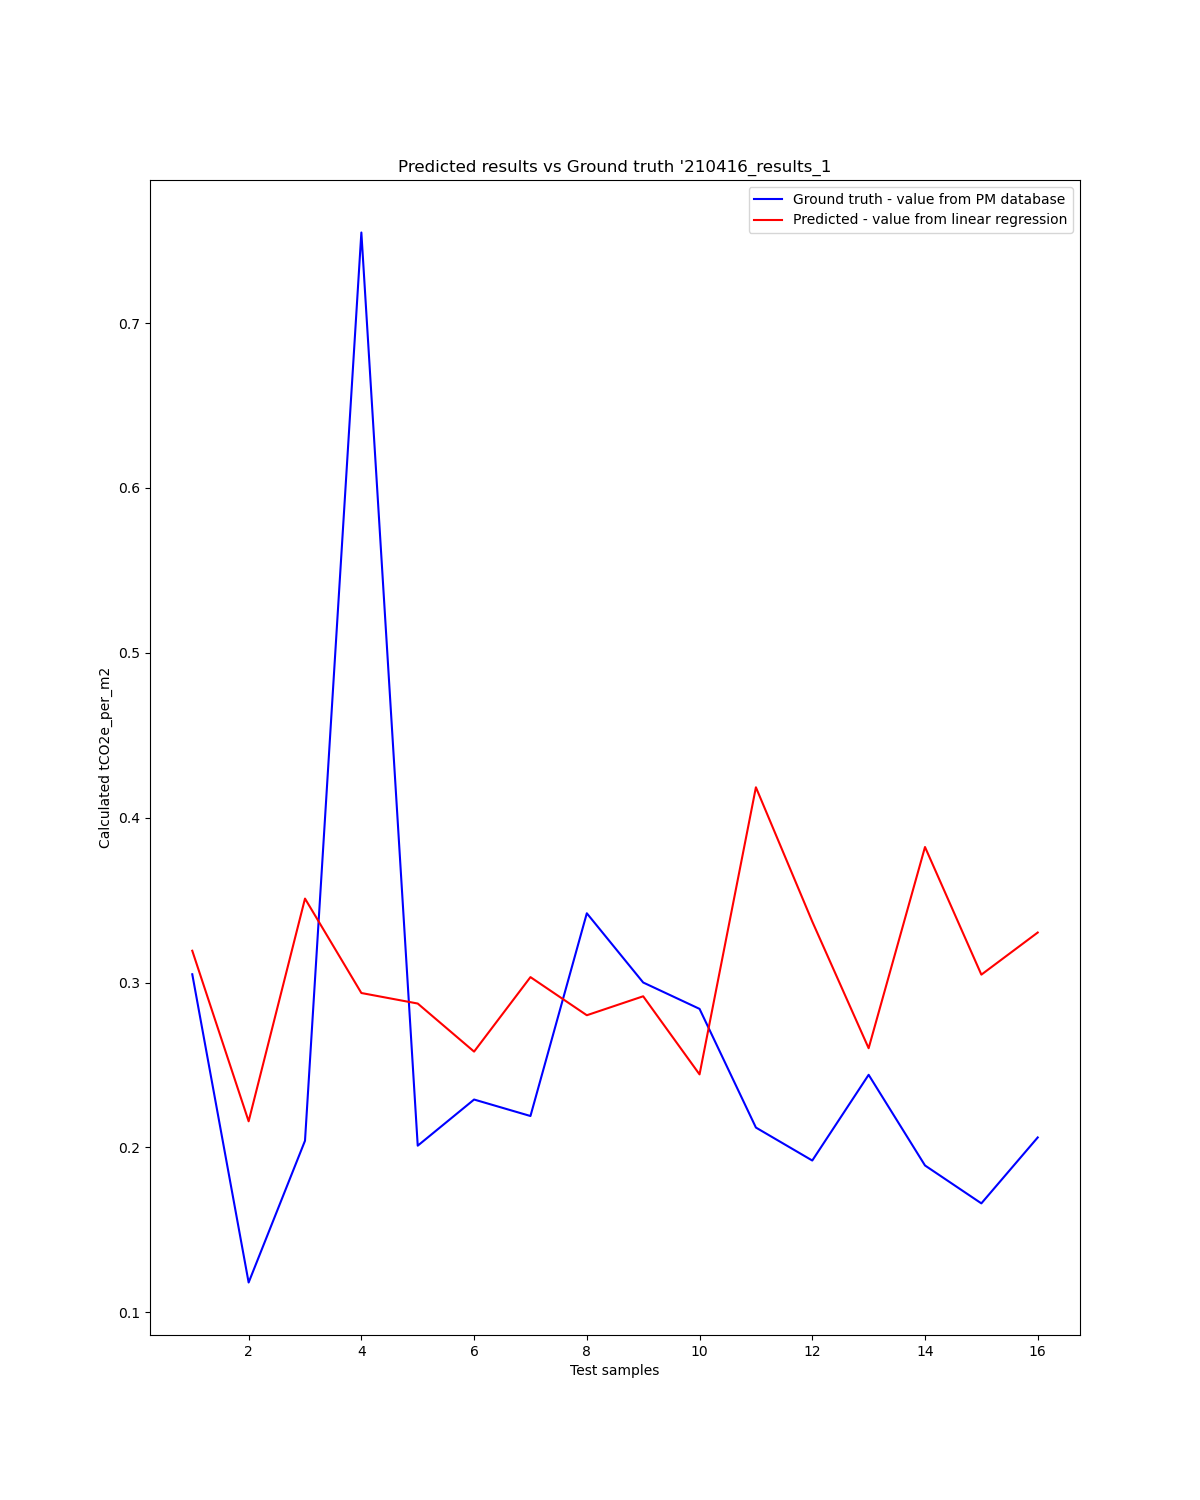 Predicted results vs Ground truth '210416_results_1
Ground truth - value from PM database
Predicted - value from linear regression
0.7
0.6
0.5
0.4
0.3
0.2
0.1
Calculated tCO2e_per_m2
2 4 6 8 10 12 14 16
Test samples